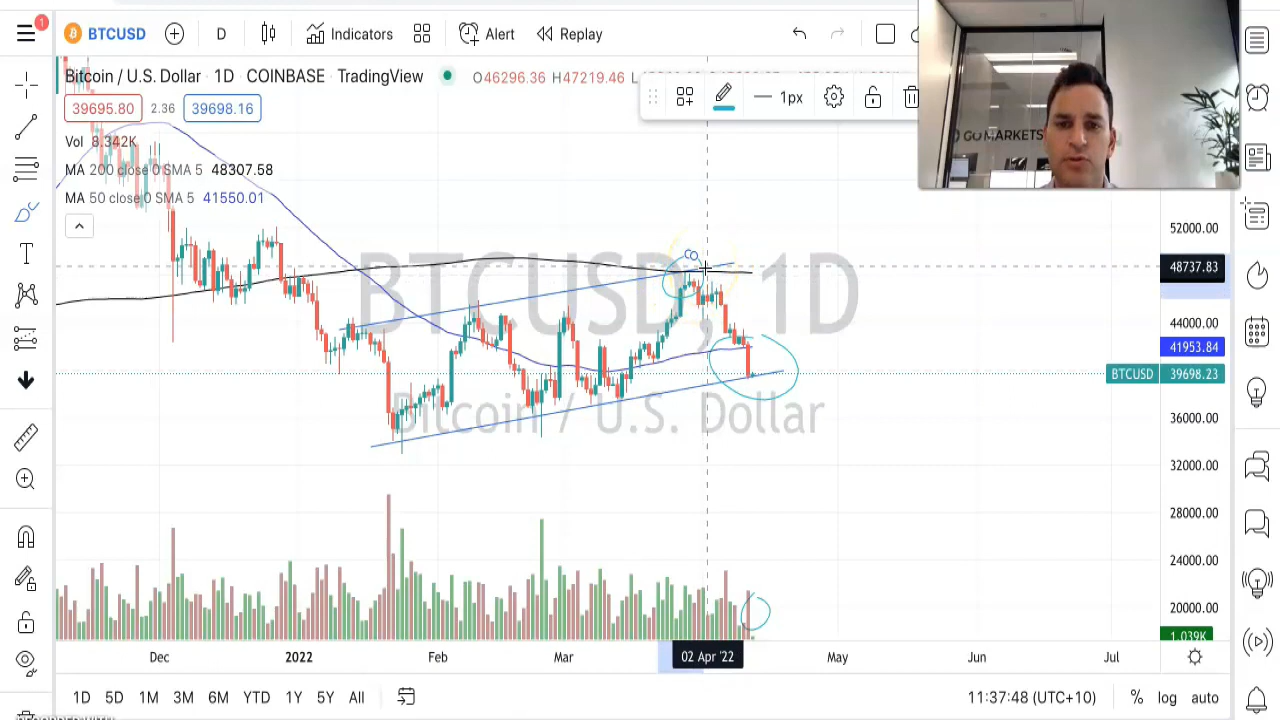 1
BTCUSD
D
Indicators
Alert
Replay
Bitcoin / U.S. Dollar · 1D · COINBASE · TradingView
O46296.36 H47219.46 L
39695.80 2.36 39698.16
1px
GO MARKETS
Vol 8.342K
MA 200 close 0 SMA 5 48307.58
MA 50 close 0 SMA 5 41550.01
BTCUSD, 1D
Bitcoin / U.S. Dollar
52000.00
48737.83
44000.00
41953.84
BTCUSD 39698.23
36000.00
32000.00
28000.00
24000.00
20000.00
1.039K
Dec 2022 Feb Mar 02 Apr '22 May Jun Jul
1D 5D 1M 3M 6M YTD 1Y 5Y All
11:37:48 (UTC+10) % log auto